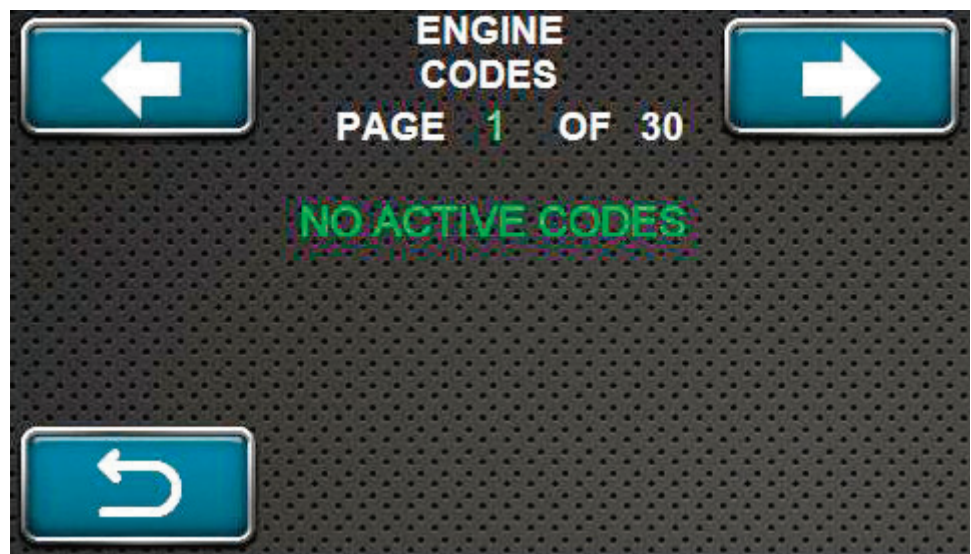 ENGINE
CODES
PAGE 1 OF 30
NO ACTIVE CODES